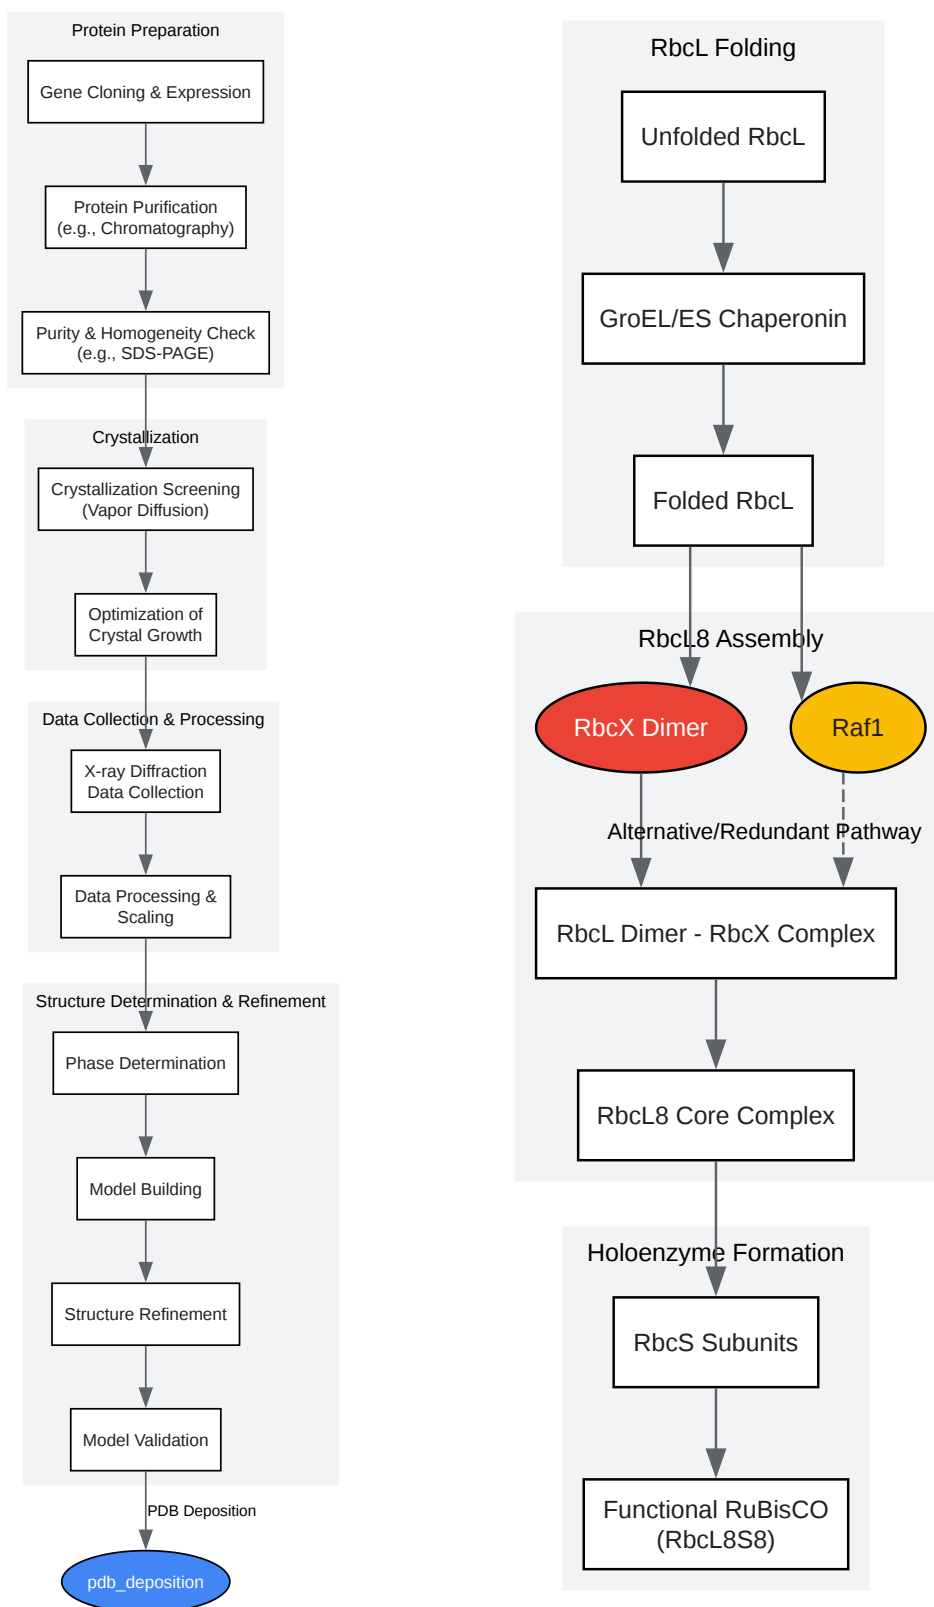 Protein Preparation
Gene Cloning & Expression
Protein Purification
(e.g., Chromatography)
Purity & Homogeneity Check
(e.g., SDS-PAGE)
Crystallization
Crystallization Screening
(Vapor Diffusion)
Optimization of
Crystal Growth
Data Collection & Processing
X-ray Diffraction
Data Collection
Data Processing &
Scaling
Structure Determination & Refinement
Phase Determination
Model Building
Structure Refinement
Model Validation
PDB Deposition
pdb_deposition
RbcL Folding
Unfolded RbcL
GroEL/ES Chaperonin
Folded RbcL
RbcL8 Assembly
RbcX Dimer
Raf1
Alternative/Redundant Pathway
RbcL Dimer - RbcX Complex
RbcL8 Core Complex
Holoenzyme Formation
RbcS Subunits
Functional RuBisCO
(RbcL8S8)